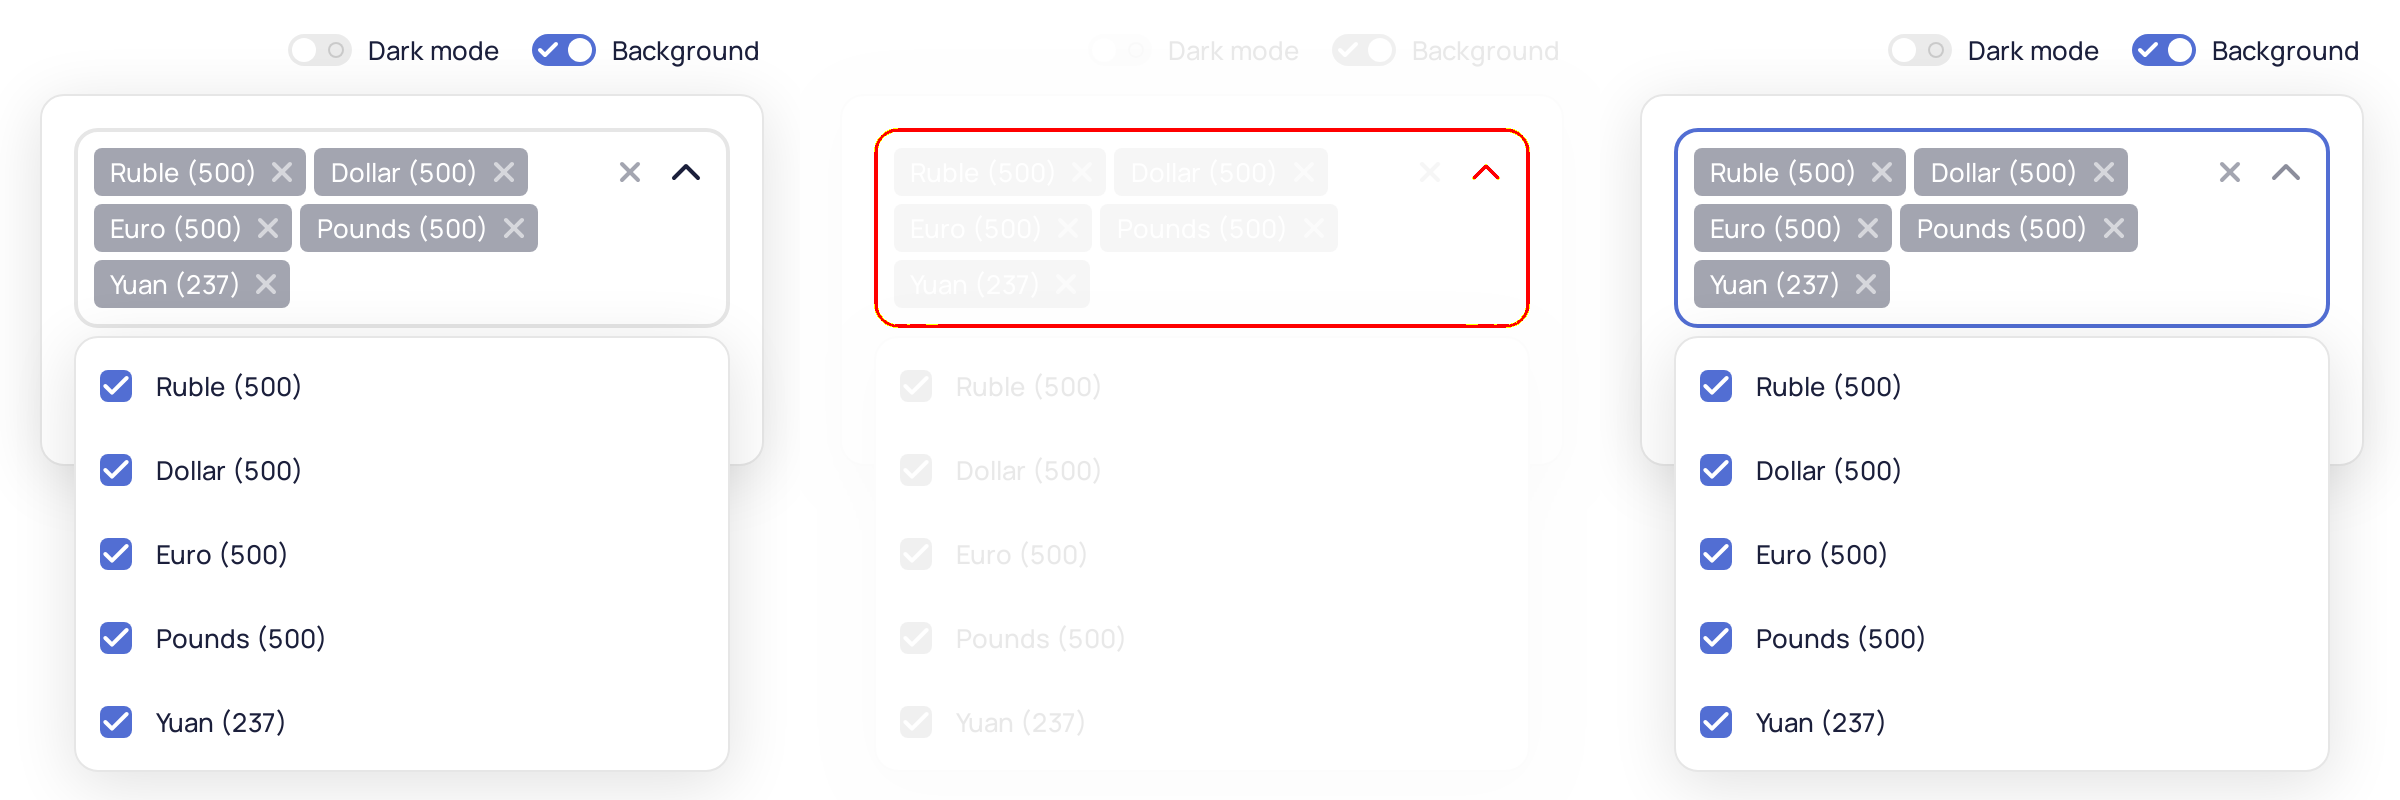 Dark mode Background
Ruble (500) Dollar (500)
Euro (500) Pounds (500)
Yuan (237)
Ruble (500)
Dollar (500)
Euro (500)
Pounds (500)
Yuan (237)
Dark mode Background
Ruble (500) Dollar (500)
Euro (500) Pounds (500)
Yuan (237)
Ruble (500)
Dollar (500)
Euro (500)
Pounds (500)
Yuan (237)
Dark mode Background
Ruble (500) Dollar (500)
Euro (500) Pounds (500)
Yuan (237)
Ruble (500)
Dollar (500)
Euro (500)
Pounds (500)
Yuan (237)